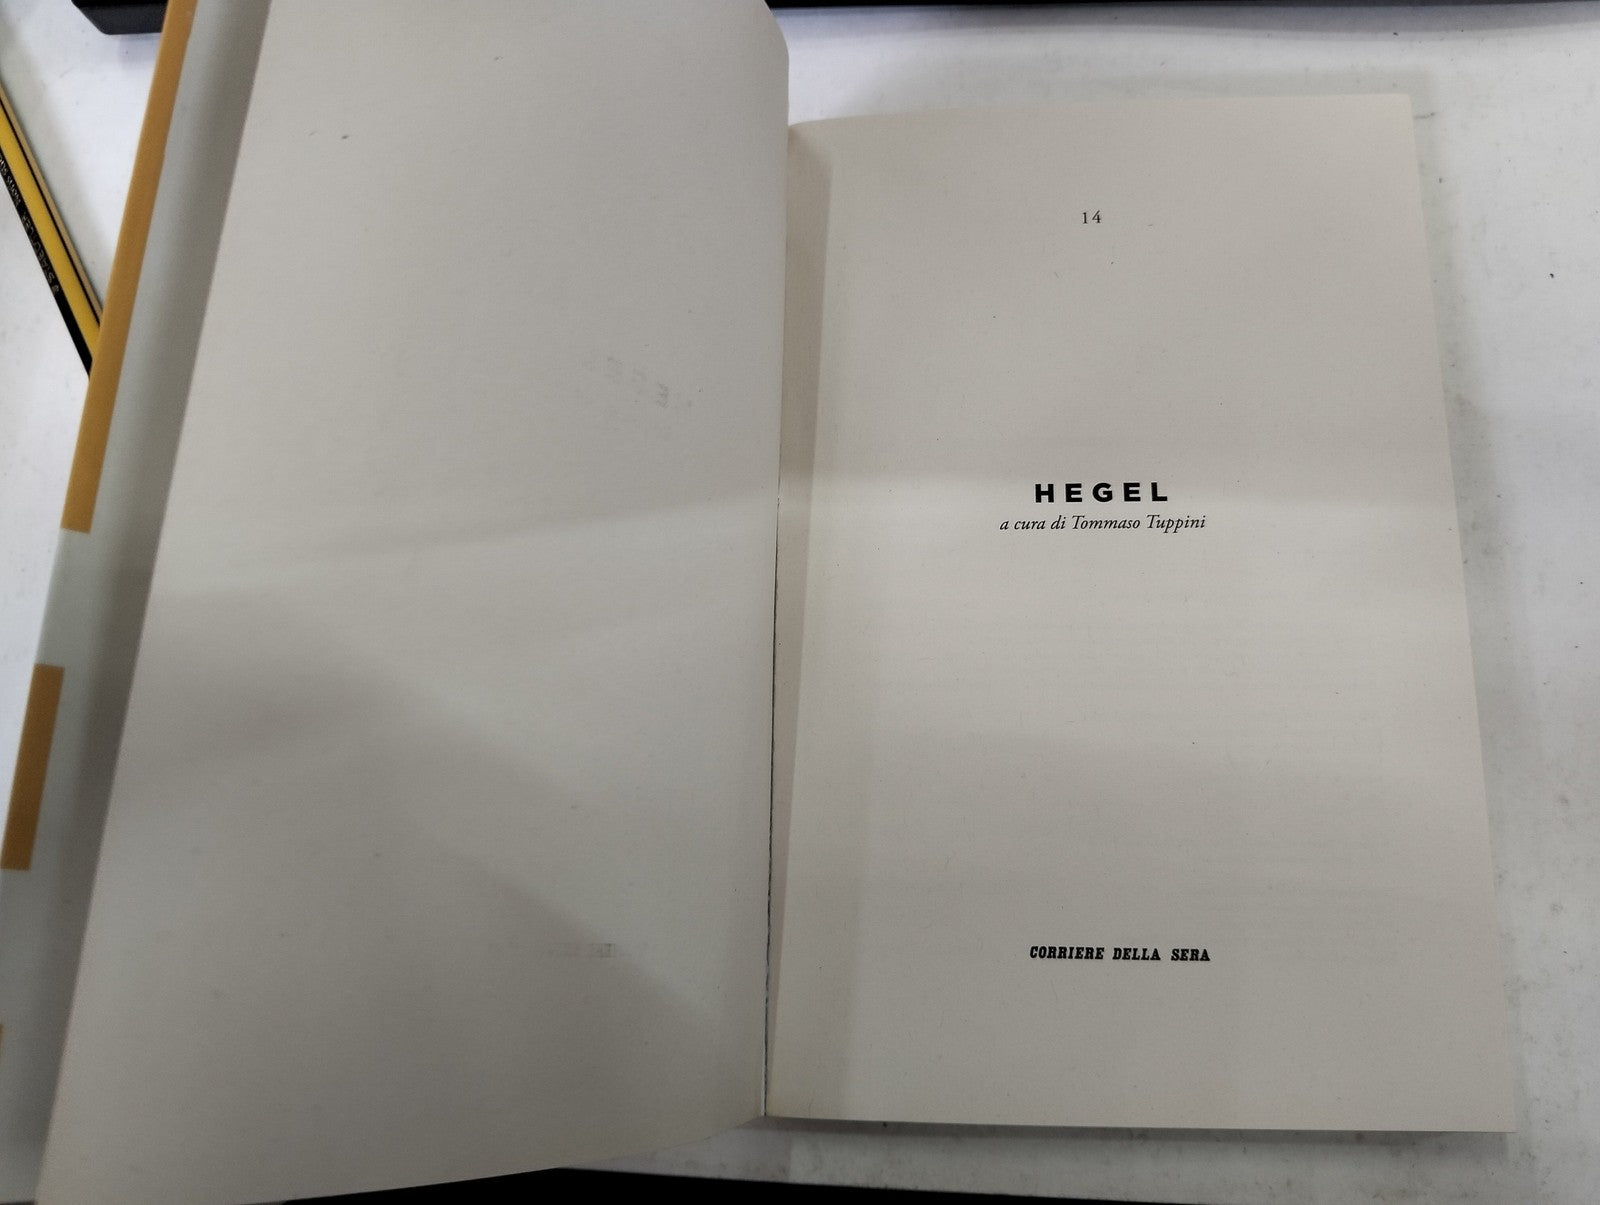 14
HEGEL
a cura di Tommaso Tuppini
CORRIERE DELLA SERA